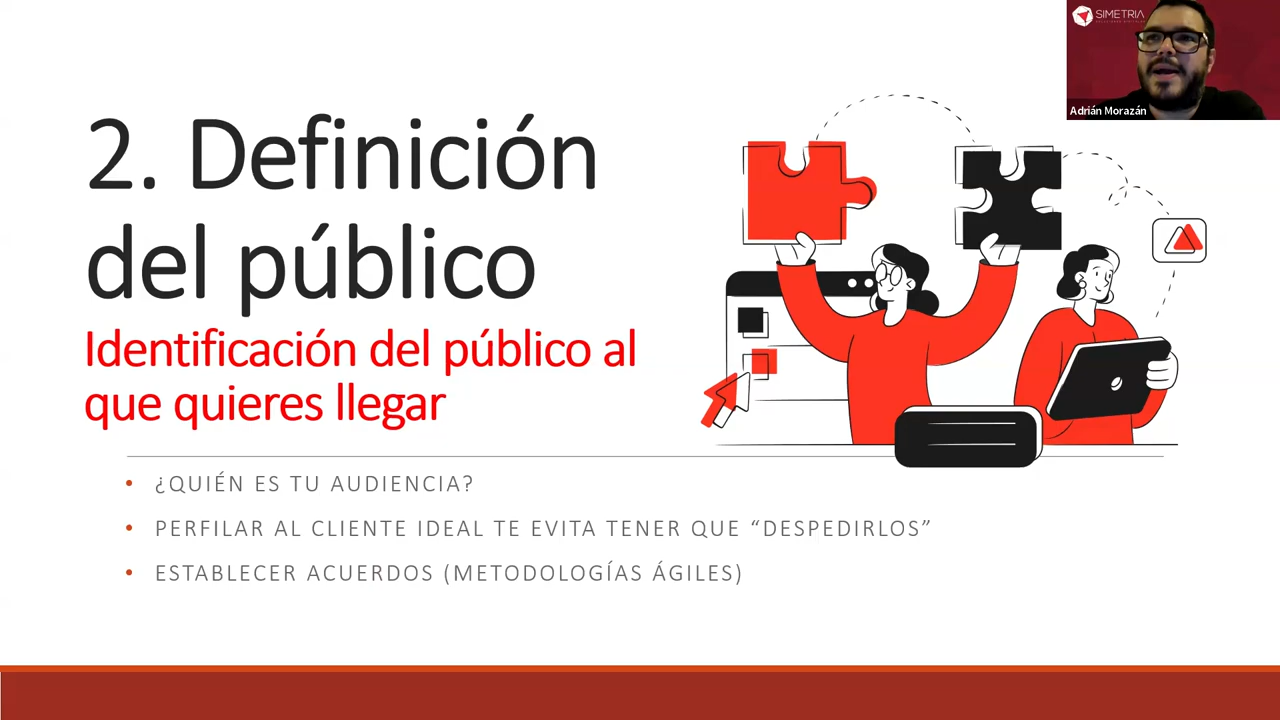 SIMETRIA
Adrián Morazán
2. Definición
del público
Identificación del público al
que quieres llegar
• ¿QUIÉN ES TU AUDIENCIA?
• PERFILAR AL CLIENTE IDEAL TE EVITA TENER QUE “DESPEDIRLOS”
• ESTABLECER ACUERDOS (METODOLOGÍAS ÁGILES)